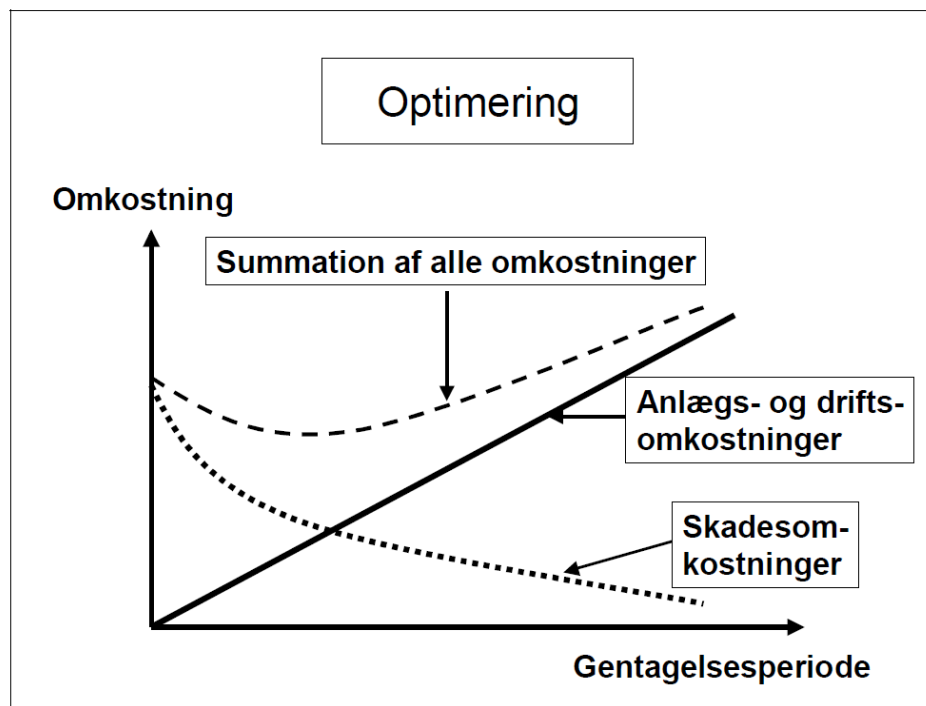 Optimering
Omkostning
Summation af alle omkostninger
Anlægs- og drifts-
omkostninger
Skadesom-
kostninger
Gentagelsesperiode